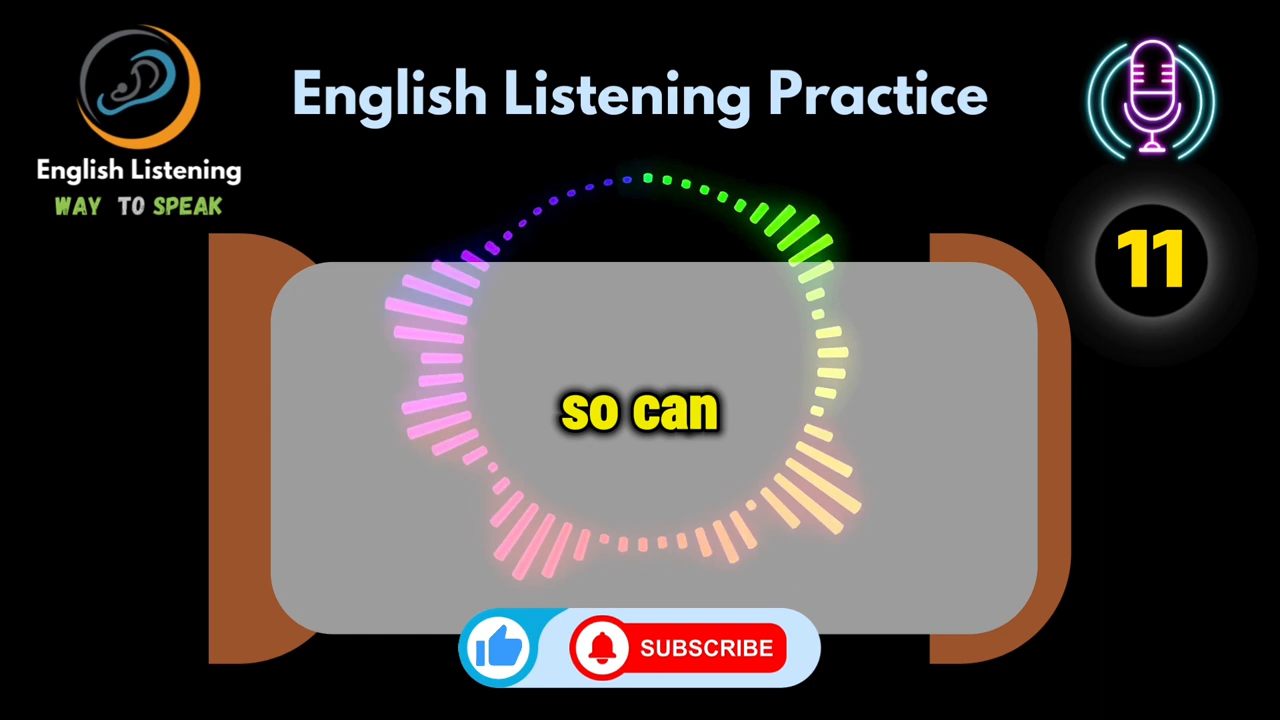 English Listening Practice
English Listening
WAY TO SPEAK
11
so can
SUBSCRIBE